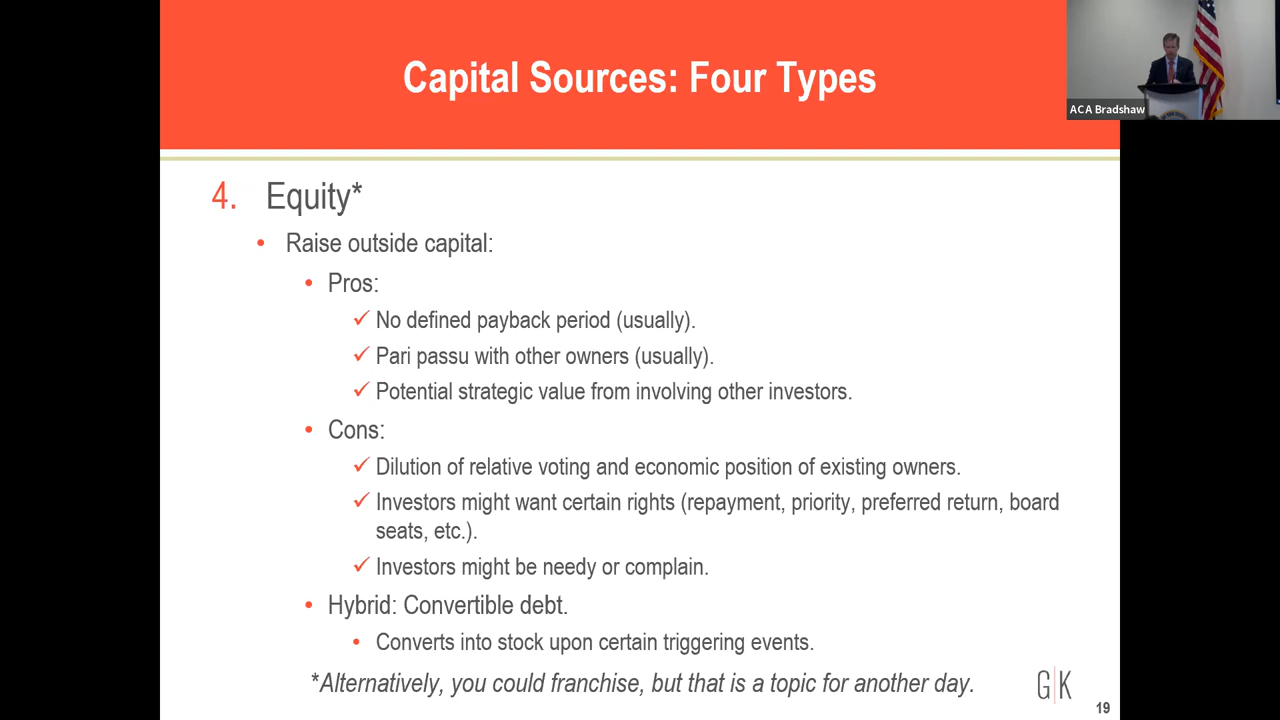 Capital Sources: Four Types
ACA Bradshaw
4. Equity*
• Raise outside capital:
• Pros:
✓ No defined payback period (usually).
✓ Pari passu with other owners (usually).
✓ Potential strategic value from involving other investors.
• Cons:
✓ Dilution of relative voting and economic position of existing owners.
✓ Investors might want certain rights (repayment, priority, preferred return, board
seats, etc.).
✓ Investors might be needy or complain.
• Hybrid: Convertible debt.
• Converts into stock upon certain triggering events.
*Alternatively, you could franchise, but that is a topic for another day.
G|K
19